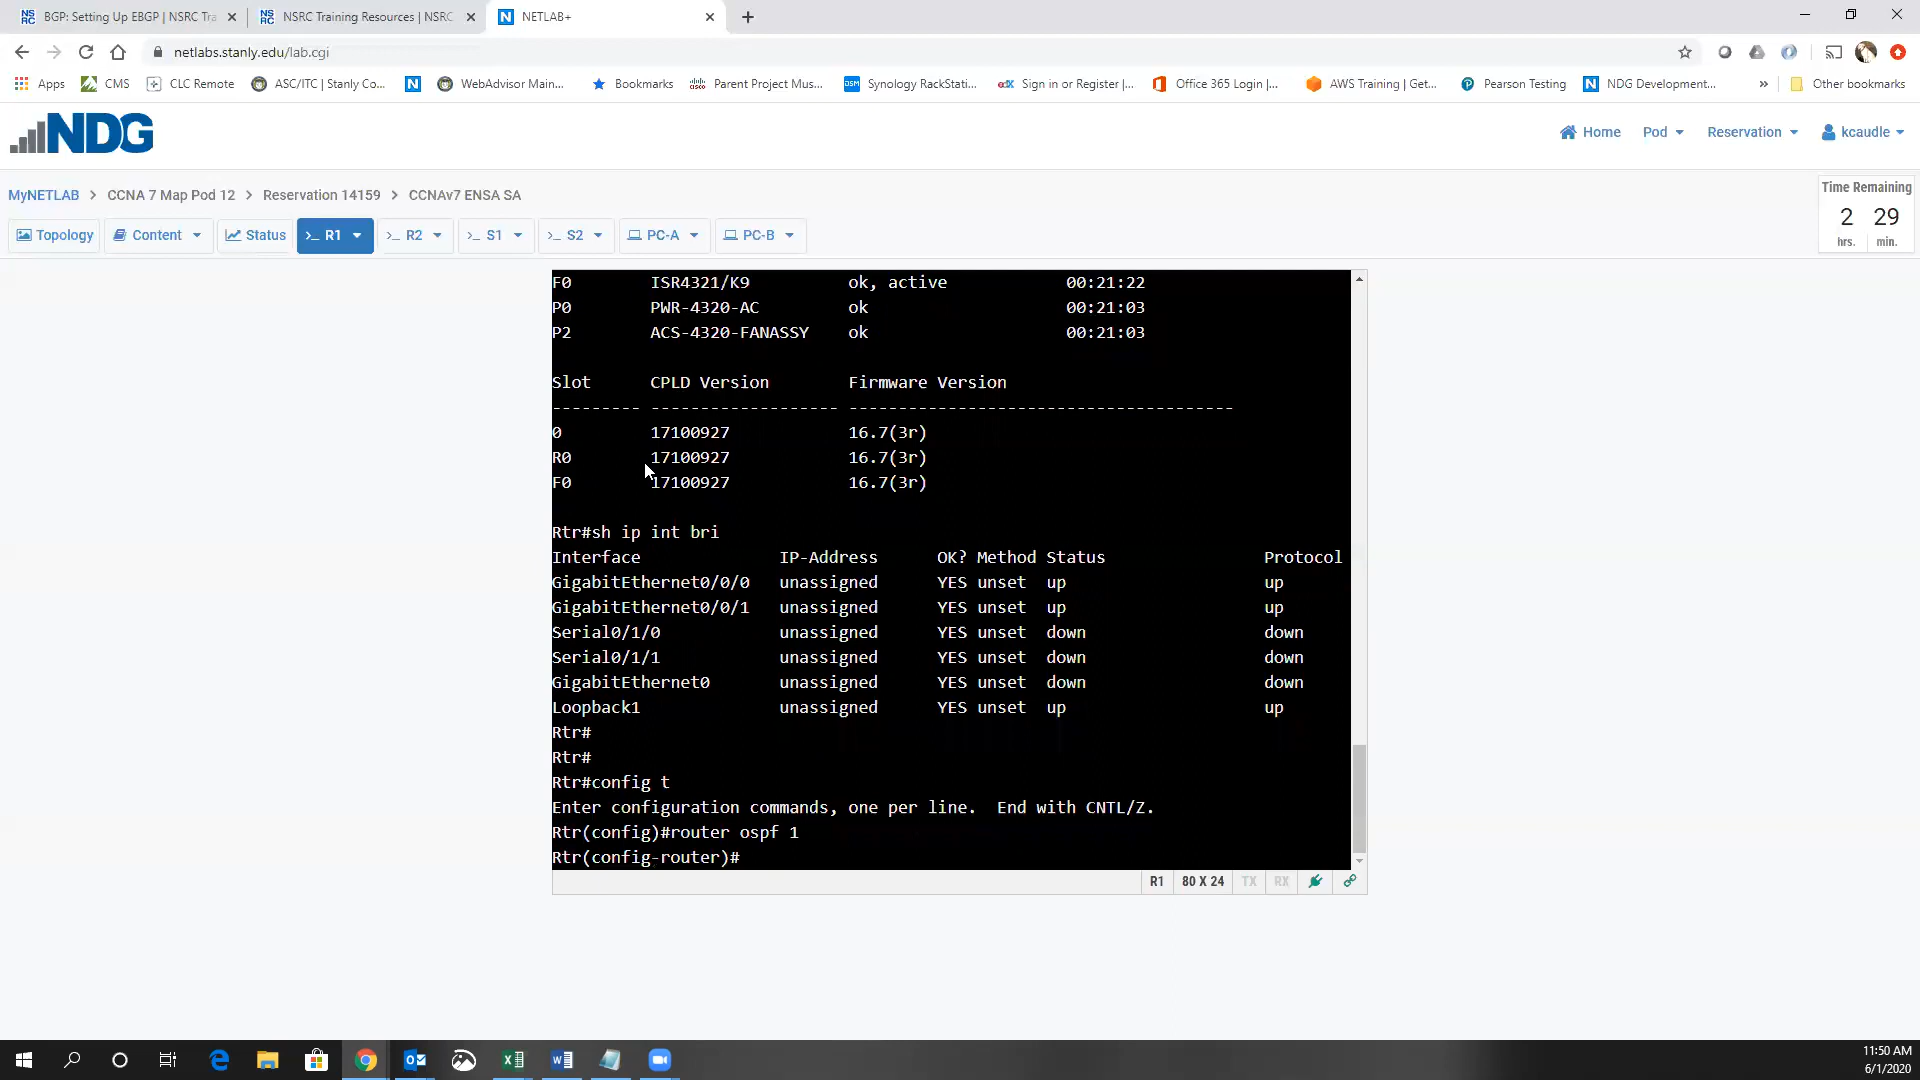 BGP: Setting Up EBGP | NSRC Tra
NSRC Training Resources | NSRC
NETLAB+
netlabs.stanly.edu/lab.cgi
Apps CMS CLC Remote ASC/ITC | Stanly Co... WebAdvisor Main... Bookmarks Parent Project Mus... Synology RackStati... Sign in or Register |... Office 365 Login |... AWS Training | Get... Pearson Testing NDG Development... » Other bookmarks
NDG
Home Pod Reservation kcaudle
MyNETLAB > CCNA 7 Map Pod 12 > Reservation 14159 > CCNAv7 ENSA SA
Time Remaining
2 29
hrs. min.
Topology Content Status >_ R1 >_ R2 >_ S1 >_ S2 PC-A PC-B
F0 ISR4321/K9 ok, active 00:21:22
P0 PWR-4320-AC ok 00:21:03
P2 ACS-4320-FANASSY ok 00:21:03
Slot CPLD Version Firmware Version
--------- ------------------- ---------------------------------------
0 17100927 16.7(3r)
R0 17100927 16.7(3r)
F0 17100927 16.7(3r)
Rtr#sh ip int bri
Interface IP-Address OK? Method Status Protocol
GigabitEthernet0/0/0 unassigned YES unset up up
GigabitEthernet0/0/1 unassigned YES unset up up
Serial0/1/0 unassigned YES unset down down
Serial0/1/1 unassigned YES unset down down
GigabitEthernet0 unassigned YES unset down down
Loopback1 unassigned YES unset up up
Rtr#
Rtr#
Rtr#config t
Enter configuration commands, one per line. End with CNTL/Z.
Rtr(config)#router ospf 1
Rtr(config-router)#
R1 80 X 24 TX RX
11:50 AM
6/1/2020